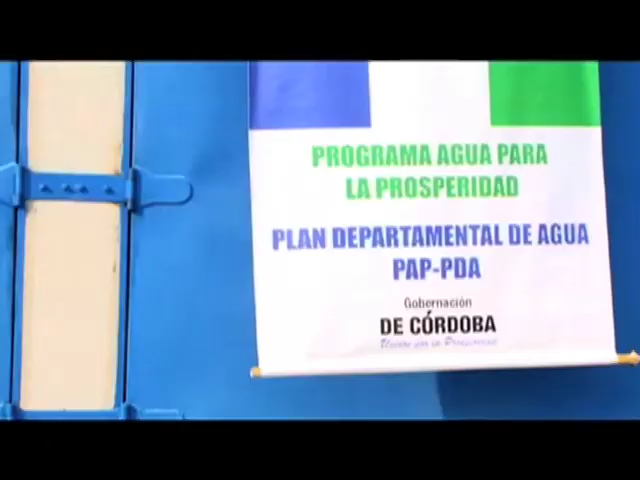 PROGRAMA AGUA PARA
LA PROSPERIDAD
PLAN DEPARTAMENTAL DE AGUA
PAP-PDA
Gobernación
DE CÓRDOBA